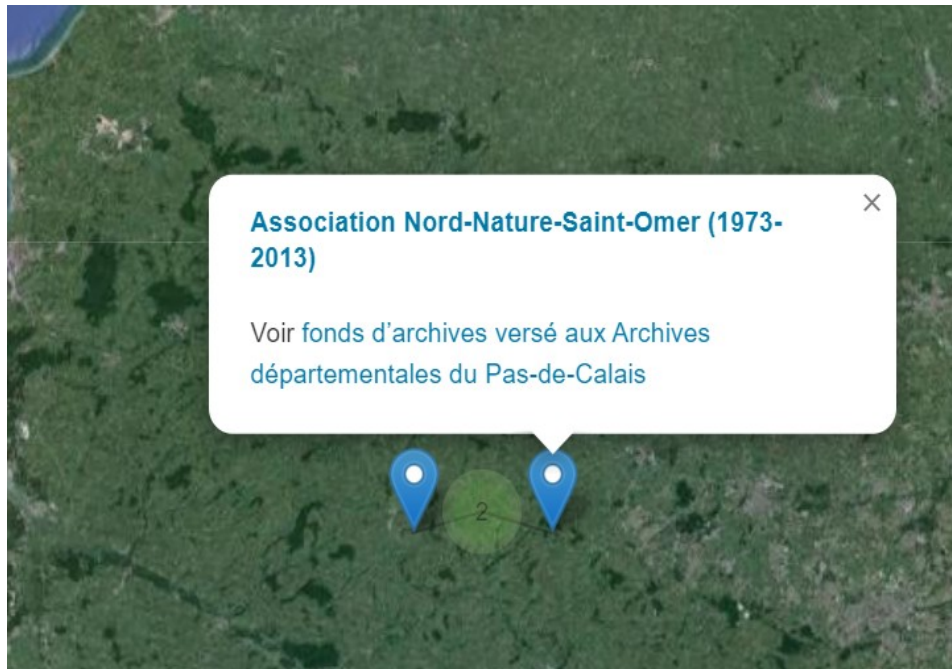 Association Nord-Nature-Saint-Omer (1973-
2013)
Voir fonds d’archives versé aux Archives
départementales du Pas-de-Calais
2